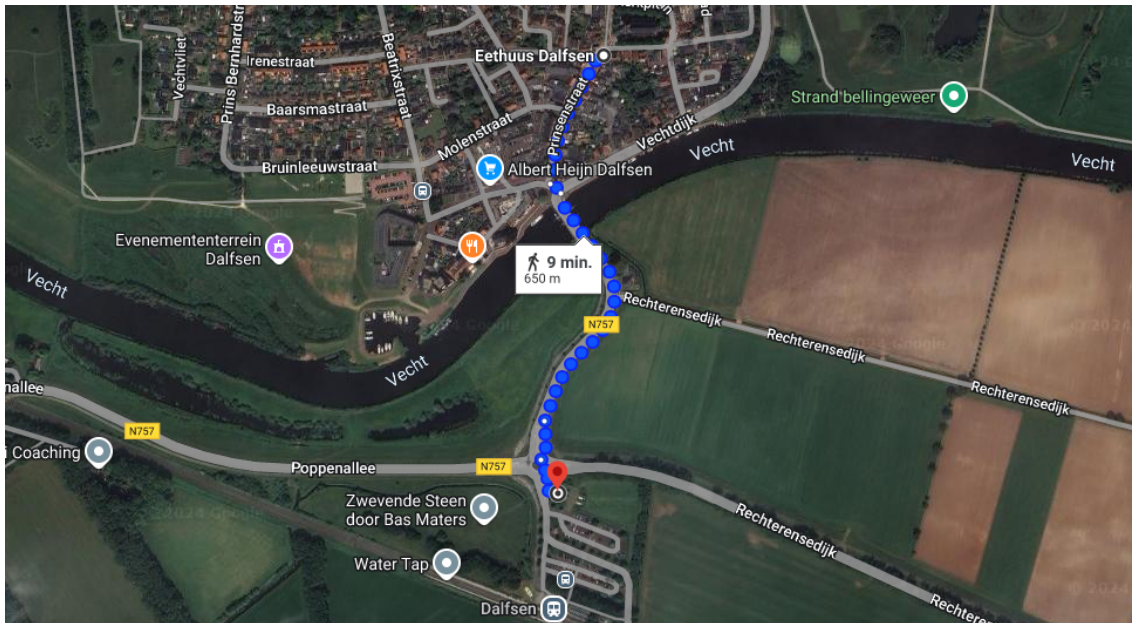 Eethuus Dalfsen
Irenestraat
Vechtvliet
Prins Bernhardstr
Beatrixstraat
Baarsmastraat
Molenstraat
Prinsenstraat
Vechtdijk
Strand bellingeweer
Bruinleeuwstraat
Albert Heijn Dalfsen
Vecht
Vecht
Evenemententerrein
Dalfsen
9 min.
650 m
Vecht
N757
Rechterensedijk
Rechterensedijk
Rechterensedijk
Vecht
nallee
N757
i Coaching
Poppenallee
N757
Zwevende Steen
door Bas Maters
Rechterensedijk
Water Tap
Dalfsen
Rechteren